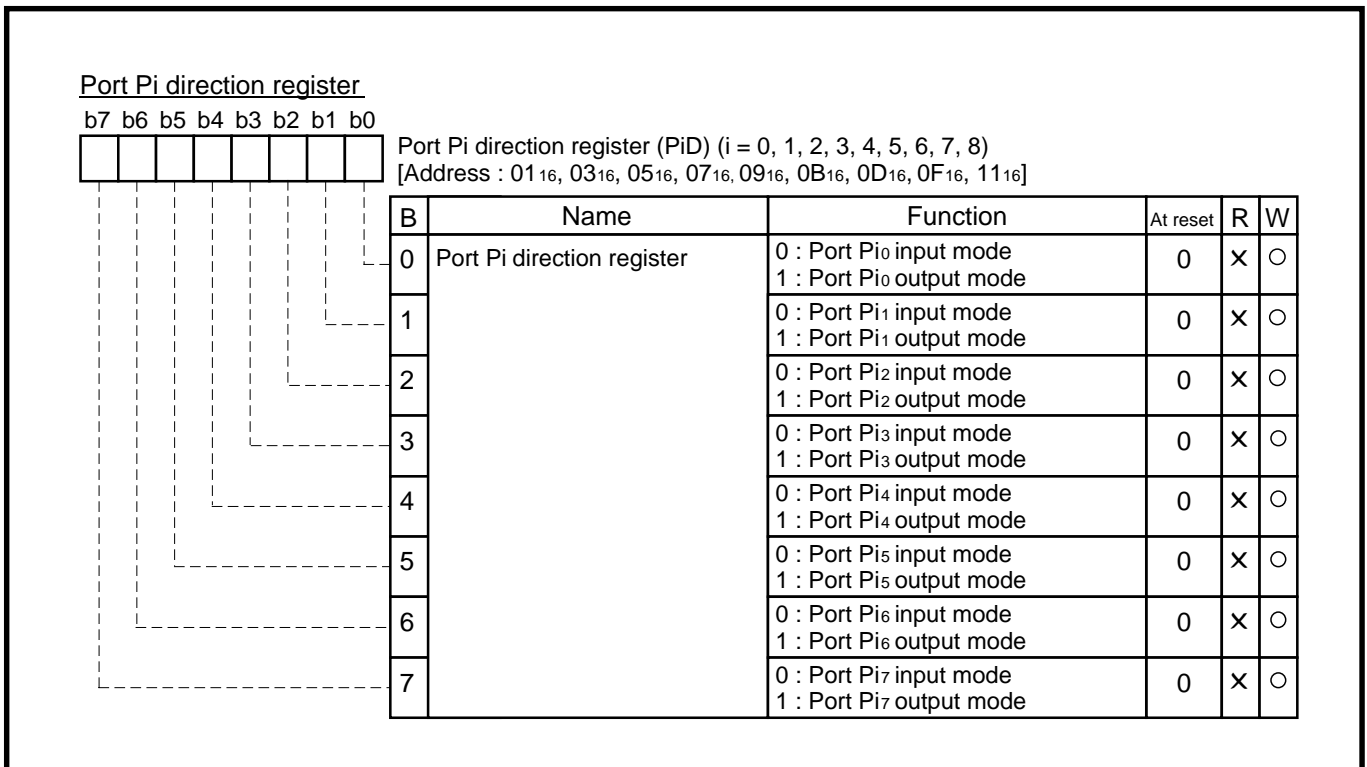 Port Pi direction register
b7 b6 b5 b4 b3 b2 b1 b0
Port Pi direction register (PiD) (i = 0, 1, 2, 3, 4, 5, 6, 7, 8)
[Address : 0116, 0316, 0516, 0716, 0916, 0B16, 0D16, 0F16, 1116]
B Name Function At reset R W
0 Port Pi direction register 0 : Port Pi0 input mode 0 × ○
1 : Port Pi0 output mode
1 0 : Port Pi1 input mode 0 × ○
1 : Port Pi1 output mode
2 0 : Port Pi2 input mode 0 × ○
1 : Port Pi2 output mode
3 0 : Port Pi3 input mode 0 × ○
1 : Port Pi3 output mode
4 0 : Port Pi4 input mode 0 × ○
1 : Port Pi4 output mode
5 0 : Port Pi5 input mode 0 × ○
1 : Port Pi5 output mode
6 0 : Port Pi6 input mode 0 × ○
1 : Port Pi6 output mode
7 0 : Port Pi7 input mode 0 × ○
1 : Port Pi7 output mode